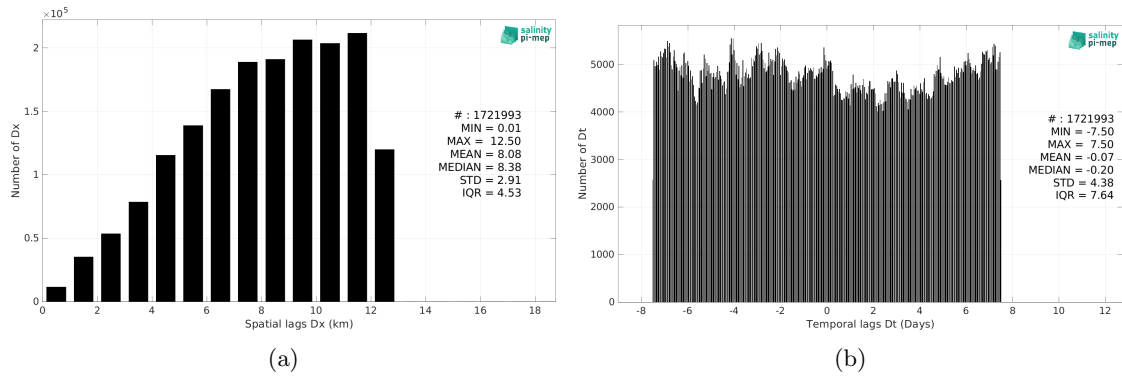 ×10^5
2
1.5
1
0.5
0
Number of Dx
salinity
pi-mep
# : 1721993
MIN = 0.01
MAX = 12.50
MEAN = 8.08
MEDIAN = 8.38
STD = 2.91
IQR = 4.53
0 2 4 6 8 10 12 14 16 18
Spatial lags Dx (km)
(a)
5000
4000
3000
2000
1000
0
Number of Dt
salinity
pi-mep
# : 1721993
MIN = -7.50
MAX = 7.50
MEAN = -0.07
MEDIAN = -0.20
STD = 4.38
IQR = 7.64
-8 -6 -4 -2 0 2 4 6 8 10 12
Temporal lags Dt (Days)
(b)